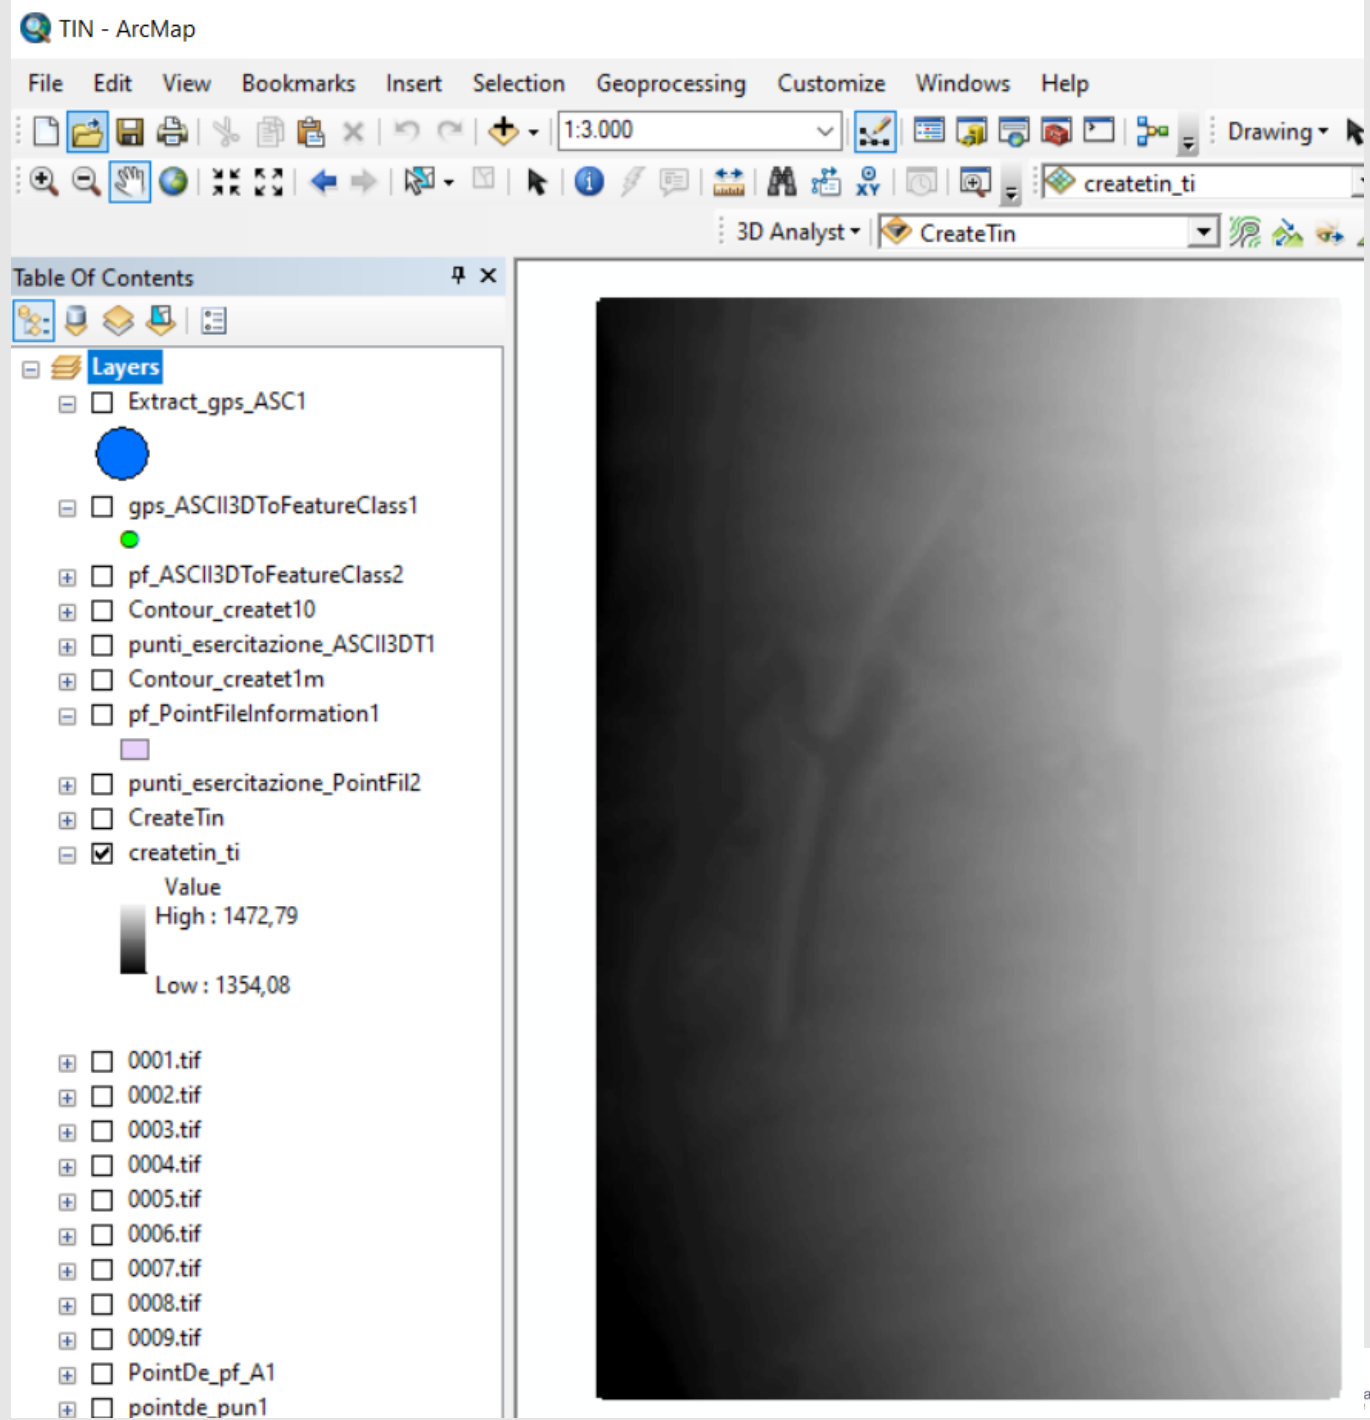 TIN - ArcMap
File Edit View Bookmarks Insert Selection Geoprocessing Customize Windows Help
1:3.000 Drawing
XY createtin_ti
3D Analyst CreateTin
Table Of Contents
Layers
Extract_gps_ASC1
gps_ASCII3DToFeatureClass1
pf_ASCII3DToFeatureClass2
Contour_createt10
punti_esercitazione_ASCII3DT1
Contour_createt1m
pf_PointFileInformation1
punti_esercitazione_PointFil2
CreateTin
createtin_ti
Value
High : 1472,79
Low : 1354,08
0001.tif
0002.tif
0003.tif
0004.tif
0005.tif
0006.tif
0007.tif
0008.tif
0009.tif
PointDe_pf_A1
pointde_pun1